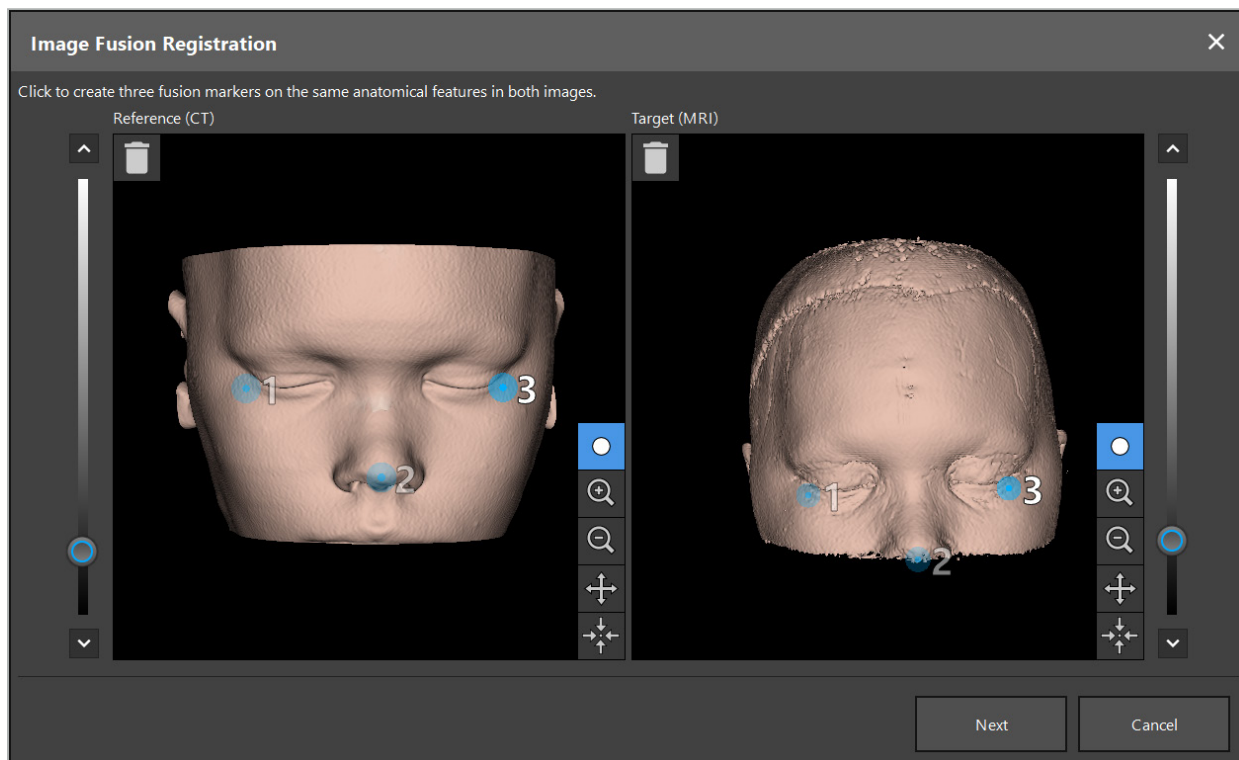 Image Fusion Registration
Click to create three fusion markers on the same anatomical features in both images.
Reference (CT)
Target (MRI)
1
3
2
1
3
2
Next
Cancel